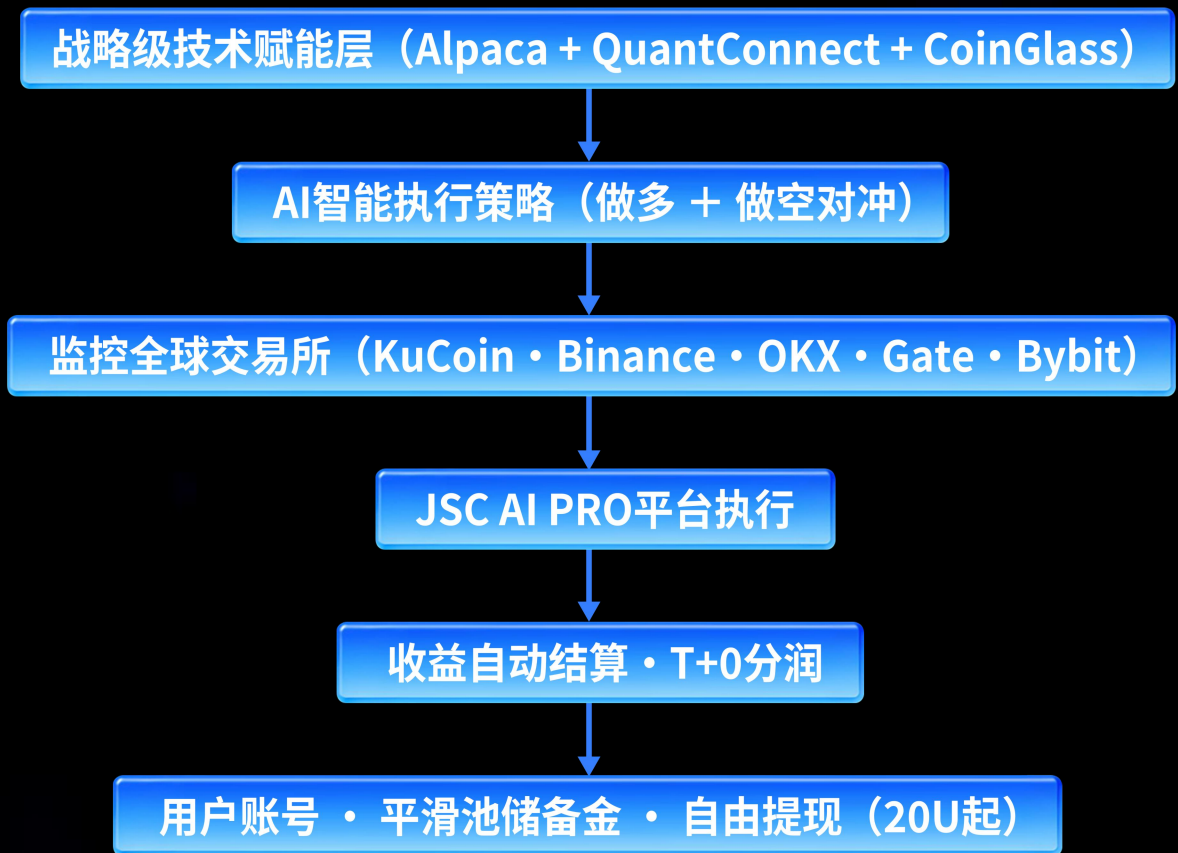 战略级技术赋能层（Alpaca + QuantConnect + CoinGlass）
AI智能执行策略（做多 ＋ 做空对冲）
监控全球交易所（KuCoin・Binance・OKX・Gate・Bybit）
JSC AI PRO平台执行
收益自动结算・T+0分润
用户账号 ・ 平滑池储备金 ・ 自由提现（20U起）